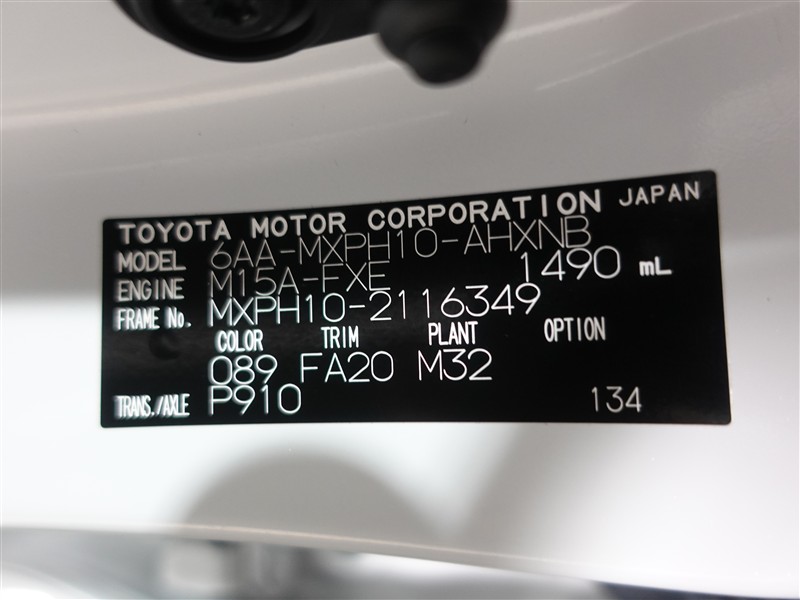 TOYOTA MOTOR CORPORATION JAPAN
MODEL 6AA-MXPH10-AHXNB
ENGINE M15A-FXE 1490 mL
FRAME No. MXPH10-2116349
COLOR TRIM PLANT OPTION
089 FA20 M32
TRANS./AXLE P910 134